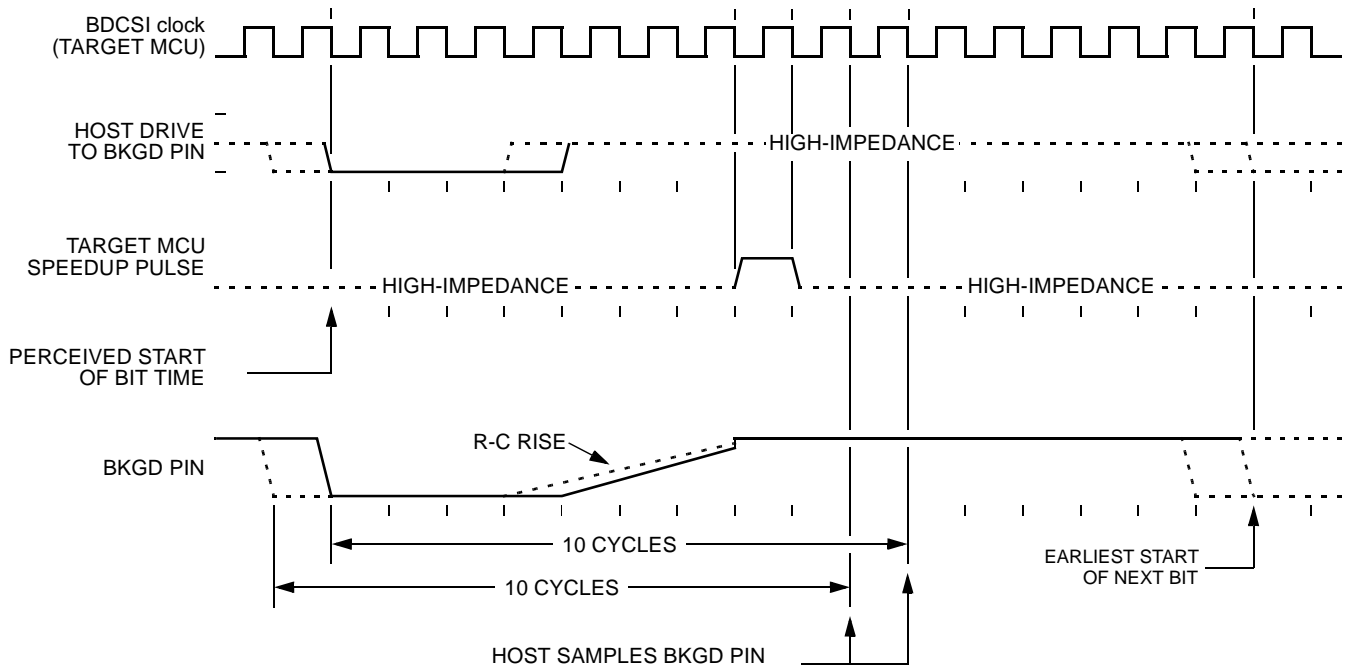 BDCSI clock
(TARGET MCU)
HOST DRIVE
TO BKGD PIN
HIGH-IMPEDANCE
TARGET MCU
SPEEDUP PULSE
HIGH-IMPEDANCE
HIGH-IMPEDANCE
PERCEIVED START
OF BIT TIME
R-C RISE
BKGD PIN
10 CYCLES
EARLIEST START
OF NEXT BIT
10 CYCLES
HOST SAMPLES BKGD PIN